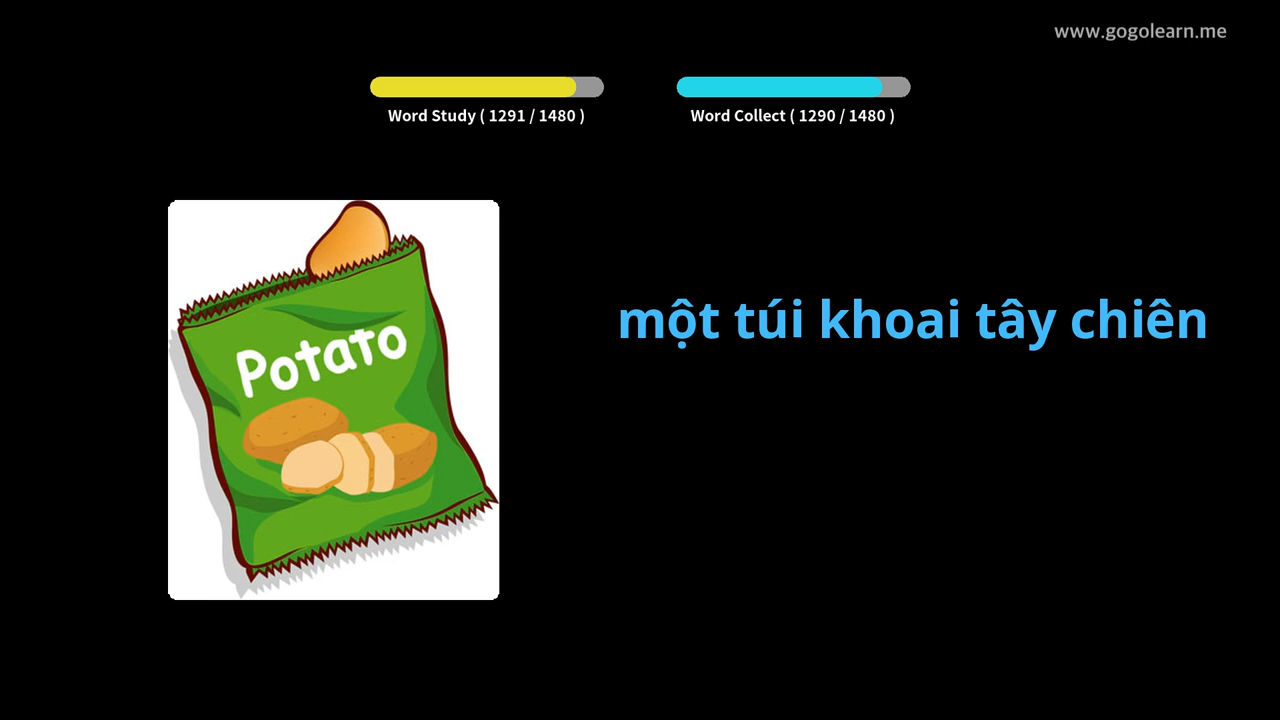 www.gogolearn.me
Word Study ( 1291 / 1480 )
Word Collect ( 1290 / 1480 )
Potato
một túi khoai tây chiên